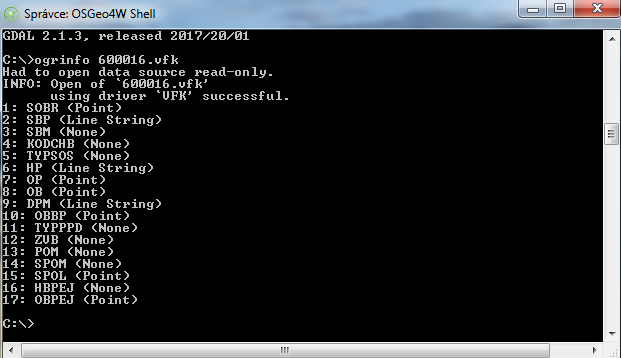 Správce: OSGeo4W Shell
GDAL 2.1.3, released 2017/20/01
C:\>ogrinfo 600016.vfk
Had to open data source read-only.
INFO: Open of `600016.vfk'
using driver `VFK' successful.
1: SOBR (Point)
2: SBP (Line String)
3: SBM (None)
4: KODCHB (None)
5: TYPSOS (None)
6: HP (Line String)
7: OP (Point)
8: OB (Point)
9: DPM (Line String)
10: OBBP (Point)
11: TYPPPD (None)
12: ZVB (None)
13: POM (None)
14: SPOM (None)
15: SPOL (Point)
16: HBPEJ (None)
17: OBPEJ (Point)
C:\>